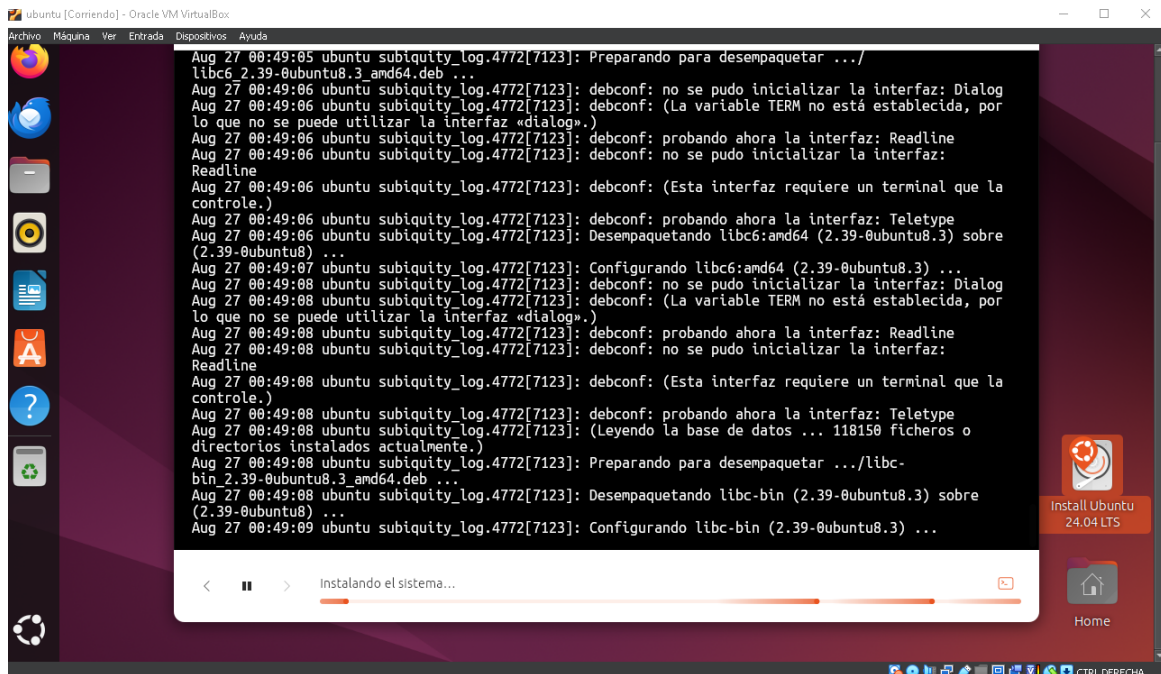 ubuntu [Corriendo] - Oracle VM VirtualBox
Archivo Máquina Ver Entrada Dispositivos Ayuda
Aug 27 00:49:05 ubuntu subiquity_log.4772[7123]: Preparando para desempaquetar .../
libc6_2.39-0ubuntu8.3_amd64.deb ...
Aug 27 00:49:06 ubuntu subiquity_log.4772[7123]: debconf: no se pudo inicializar la interfaz: Dialog
Aug 27 00:49:06 ubuntu subiquity_log.4772[7123]: debconf: (La variable TERM no está establecida, por
lo que no se puede utilizar la interfaz «dialog».)
Aug 27 00:49:06 ubuntu subiquity_log.4772[7123]: debconf: probando ahora la interfaz: Readline
Aug 27 00:49:06 ubuntu subiquity_log.4772[7123]: debconf: no se pudo inicializar la interfaz:
Readline
Aug 27 00:49:06 ubuntu subiquity_log.4772[7123]: debconf: (Esta interfaz requiere un terminal que la
controle.)
Aug 27 00:49:06 ubuntu subiquity_log.4772[7123]: debconf: probando ahora la interfaz: Teletype
Aug 27 00:49:06 ubuntu subiquity_log.4772[7123]: Desempaquetando libc6:amd64 (2.39-0ubuntu8.3) sobre
(2.39-0ubuntu8) ...
Aug 27 00:49:07 ubuntu subiquity_log.4772[7123]: Configurando libc6:amd64 (2.39-0ubuntu8.3) ...
Aug 27 00:49:08 ubuntu subiquity_log.4772[7123]: debconf: no se pudo inicializar la interfaz: Dialog
Aug 27 00:49:08 ubuntu subiquity_log.4772[7123]: debconf: (La variable TERM no está establecida, por
lo que no se puede utilizar la interfaz «dialog».)
Aug 27 00:49:08 ubuntu subiquity_log.4772[7123]: debconf: probando ahora la interfaz: Readline
Aug 27 00:49:08 ubuntu subiquity_log.4772[7123]: debconf: no se pudo inicializar la interfaz:
Readline
Aug 27 00:49:08 ubuntu subiquity_log.4772[7123]: debconf: (Esta interfaz requiere un terminal que la
controle.)
Aug 27 00:49:08 ubuntu subiquity_log.4772[7123]: debconf: probando ahora la interfaz: Teletype
Aug 27 00:49:08 ubuntu subiquity_log.4772[7123]: (Leyendo la base de datos ... 118150 ficheros o
directorios instalados actualmente.)
Aug 27 00:49:08 ubuntu subiquity_log.4772[7123]: Preparando para desempaquetar .../libc-
bin_2.39-0ubuntu8.3_amd64.deb ...
Aug 27 00:49:08 ubuntu subiquity_log.4772[7123]: Desempaquetando libc-bin (2.39-0ubuntu8.3) sobre
(2.39-0ubuntu8) ...
Aug 27 00:49:09 ubuntu subiquity_log.4772[7123]: Configurando libc-bin (2.39-0ubuntu8.3) ...
Instalando el sistema...
Install Ubuntu
24.04 LTS
Home
CTRL DERECHA